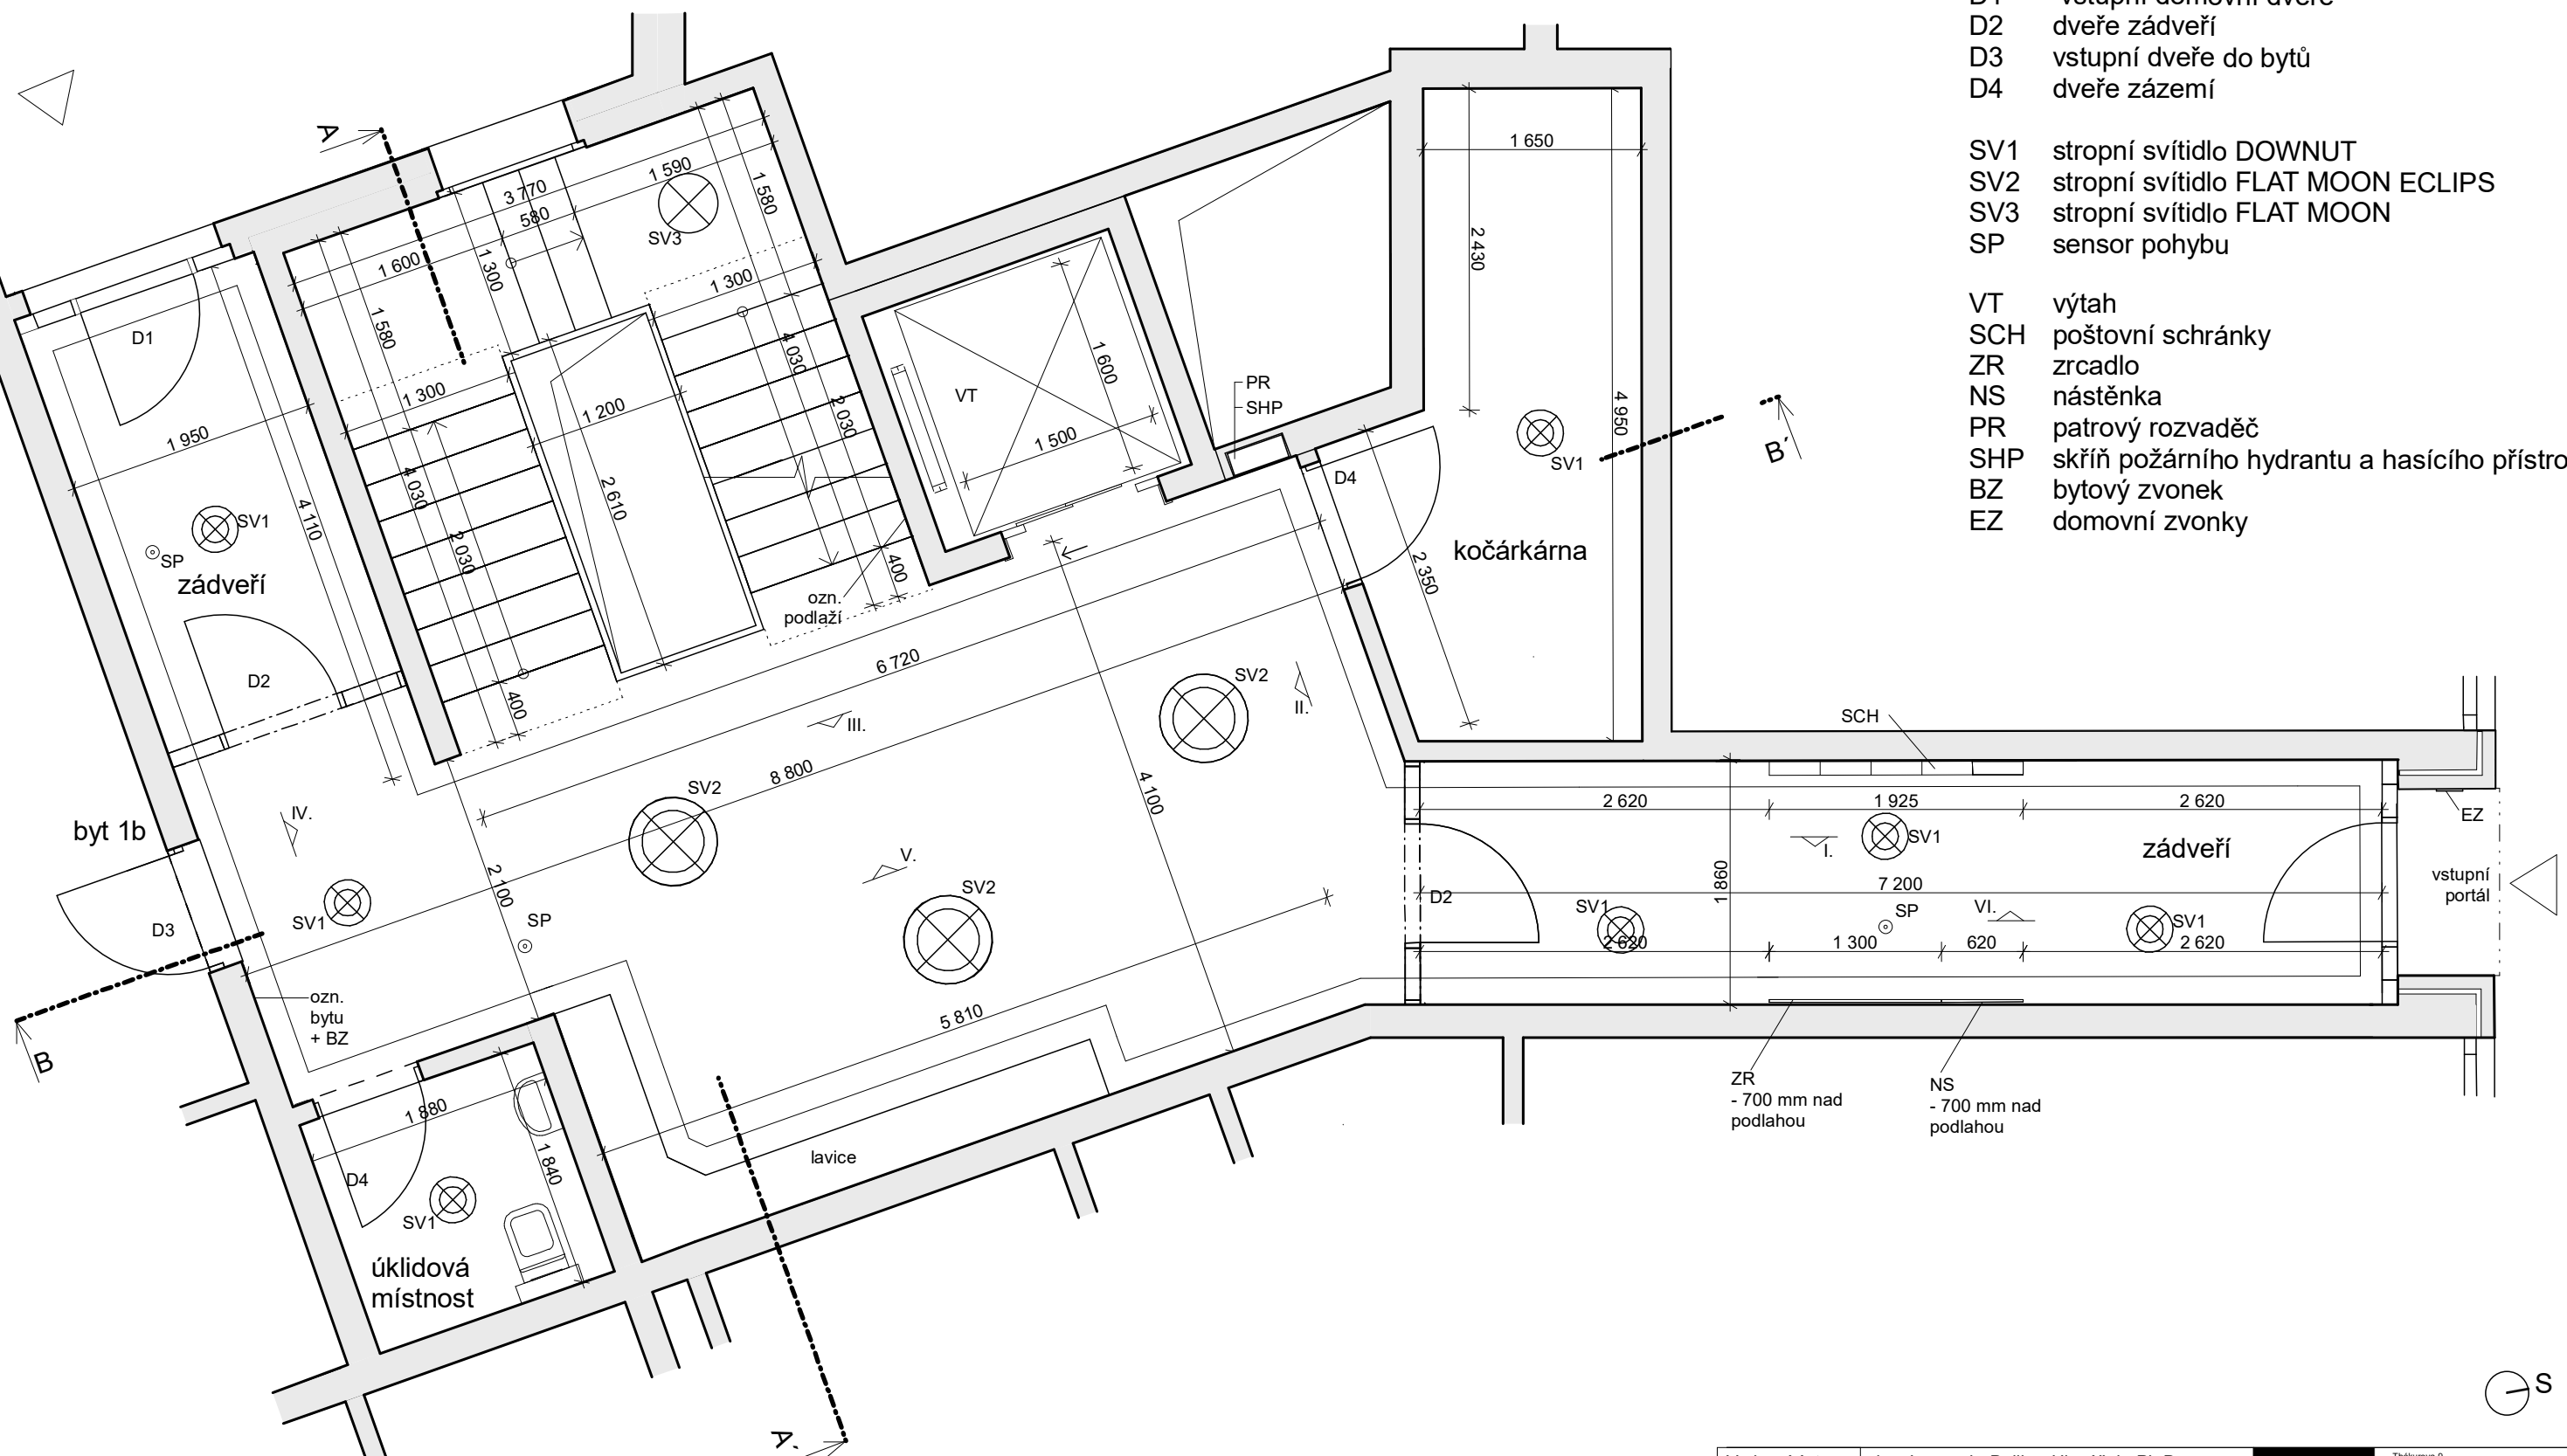 D2 dveře zádveří
D3 vstupní dveře do bytů
D4 dveře zázemí
SV1 stropní svítidlo DOWNUT
SV2 stropní svítidlo FLAT MOON ECLIPS
SV3 stropní svítidlo FLAT MOON
SP sensor pohybu
VT výtah
SCH poštovní schránky
ZR zrcadlo
NS nástěnka
PR patrový rozvaděč
SHP skříň požárního hydrantu a hasícího přístro
BZ bytový zvonek
EZ domovní zvonky
A
1 590
3 770
580
1 580
SV3
1 600
1 300
1 300
1 580
D1
4 030
1 300
1 200
2 030
1 950
4 030
2 610
2 030
4 110
SV1
SP
zádveří
D2
400
400
ozn.
podlaží
VT
1 600
1 500
PR
SHP
1 650
2 430
4 950
SV1
B´
D4
kočárkárna
2 350
6 720
SV2
II.
III.
8 800
SV2
4 100
IV.
byt 1b
V.
SV2
2 100
SP
SV1
D3
ozn.
bytu
+ BZ
B
5 810
1 880
1 840
D4
SV1
úklidová
místnost
lavice
A´
SCH
2 620
1 925
2 620
EZ
I.
SV1
zádveří
1 860
7 200
vstupní
portál
D2
SV1
SP
VI.
SV1
2 620
1 300
620
2 620
ZR
- 700 mm nad
podlahou
NS
- 700 mm nad
podlahou
S